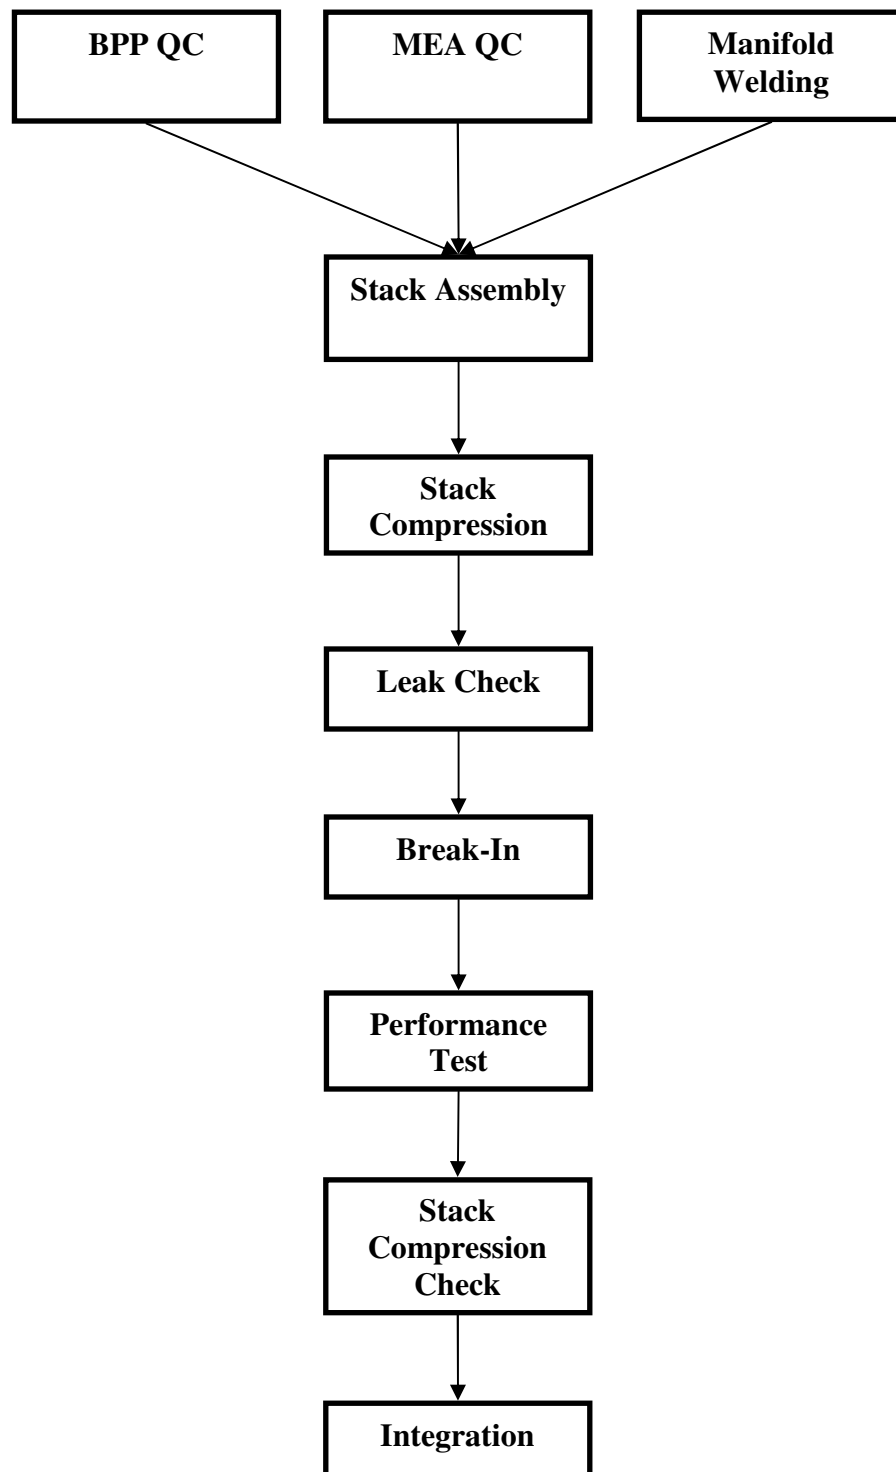 BPP QC
MEA QC
Manifold
Welding
Stack Assembly
Stack
Compression
Leak Check
Break-In
Performance
Test
Stack
Compression
Check
Integration